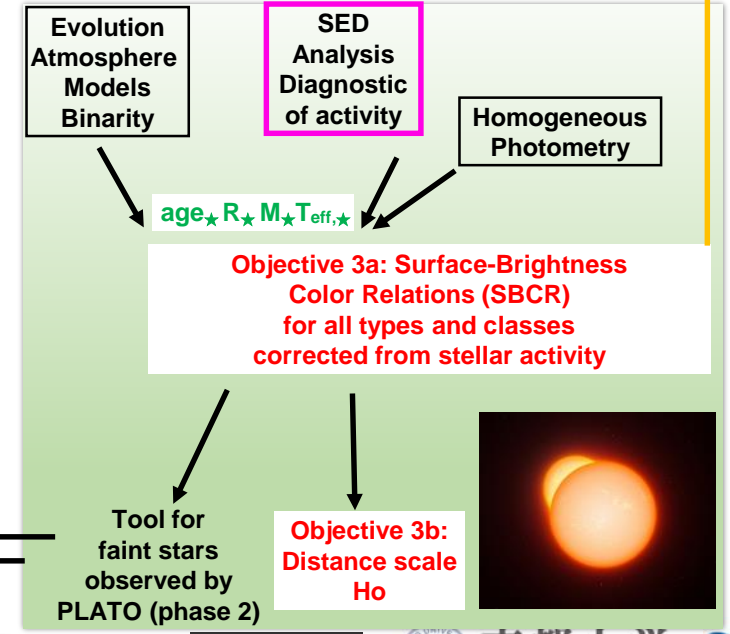 Evolution
Atmosphere
Models
Binarity
SED
Analysis
Diagnostic
of activity
Homogeneous
Photometry
age★ R★ M★ Teff,★
Objective 3a: Surface-Brightness
Color Relations (SBCR)
for all types and classes
corrected from stellar activity
Tool for
faint stars
observed by
PLATO (phase 2)
Objective 3b:
Distance scale
Ho